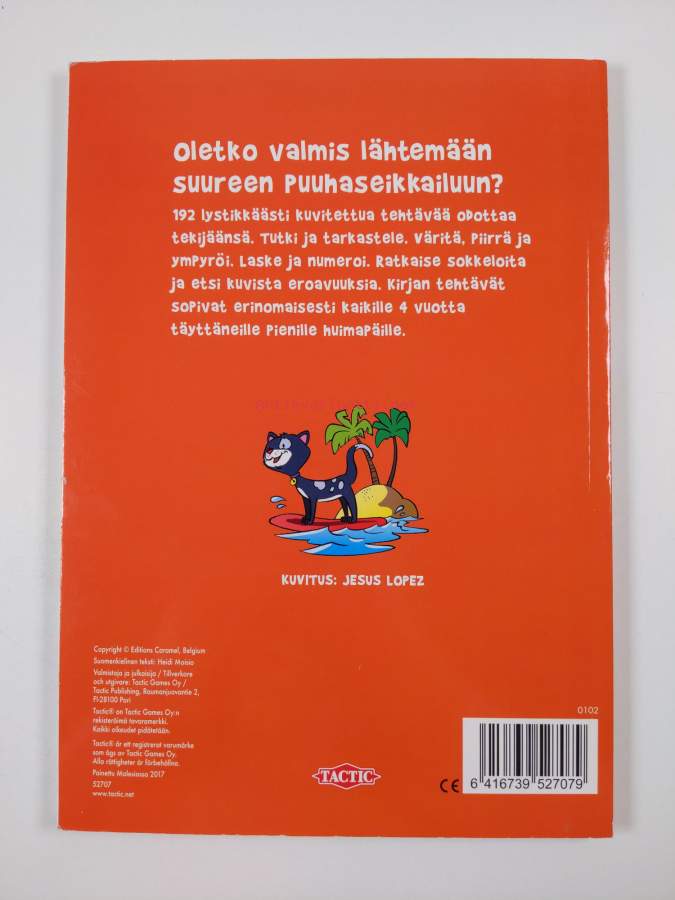 Oletko valmis lähtemään
suureen puuhaseikkailuun?
192 lystikkäästi kuvitettua tehtävää odottaa
tekijäänsä. Tutki ja tarkastele. Väritä, piirrä ja
ympyröi. Laske ja numeroi. Ratkaise sokkeloita
ja etsi kuvista eroavuuksia. Kirjan tehtävät
sopivat erinomaisesti kaikille 4 vuotta
täyttäneille pienille huimapäille.
KUVITUS: JESUS LOPEZ
Copyright © Editions Caramel, Belgium
Suomenkielinen teksti: Heidi Moisio
Valmistaja ja julkaisija / Tillverkare
och utgivare: Tactic Games Oy /
Tactic Publishing, Raumanjuovantie 2,
FI-28100 Pori
Tactic® on Tactic Games Oy:n
rekisteröimä tavaramerkki.
Kaikki oikeudet pidätetään.
Tactic® är ett registrerat varumärke
som ägs av Tactic Games Oy.
Alla rättigheter är förbehållna.
Painettu Malesiassa 2017
52707
www.tactic.net
TACTIC
0102
CE
6 416739 527079